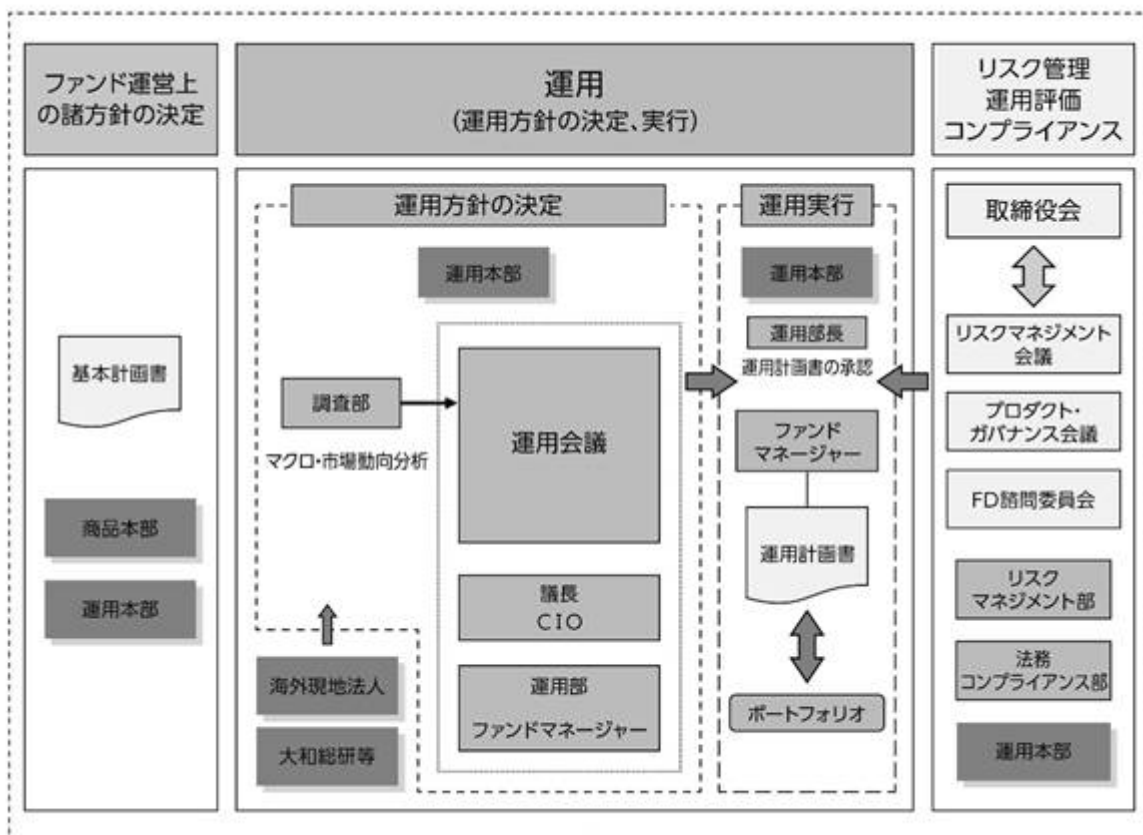 ファンド運営上
の諸方針の決定
基本計画書
商品本部
運用本部
運用
(運用方針の決定、実行)
運用方針の決定
運用本部
調査部
マクロ・市場動向分析
運用会議
議長
CIO
運用部
ファンドマネージャー
海外現地法人
大和総研等
運用実行
運用本部
運用部長
運用計画書の承認
ファンド
マネージャー
運用計画書
ポートフォリオ
リスク管理
運用評価
コンプライアンス
取締役会
リスクマネジメント
会議
プロダクト・
ガバナンス会議
FD諮問委員会
リスク
マネジメント部
法務
コンプライアンス部
運用本部